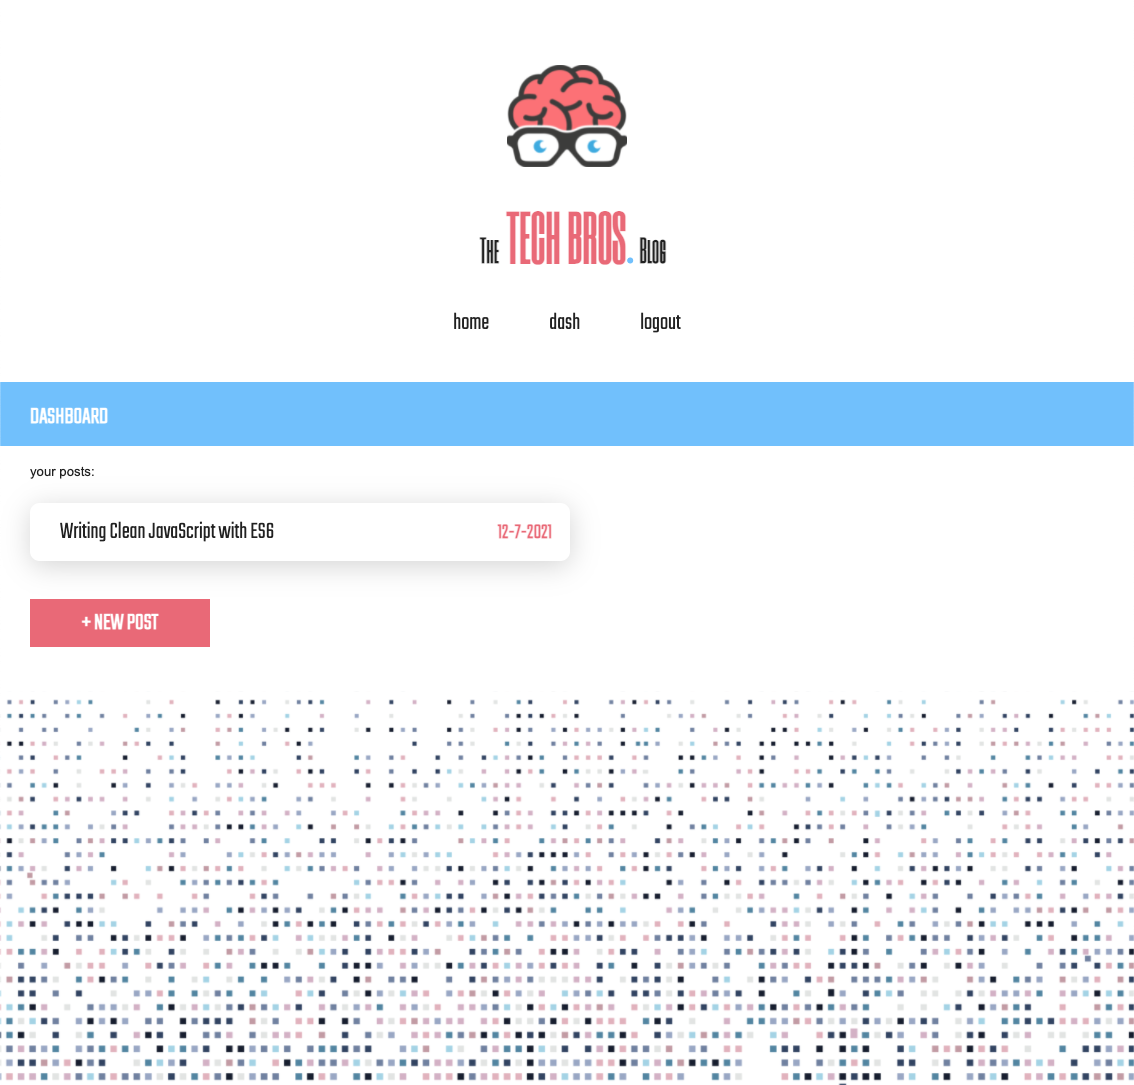 The TECH BROS. Blog
home dash logout
DASHBOARD
your posts:
Writing Clean JavaScript with ES6 12-7-2021
+ NEW POST